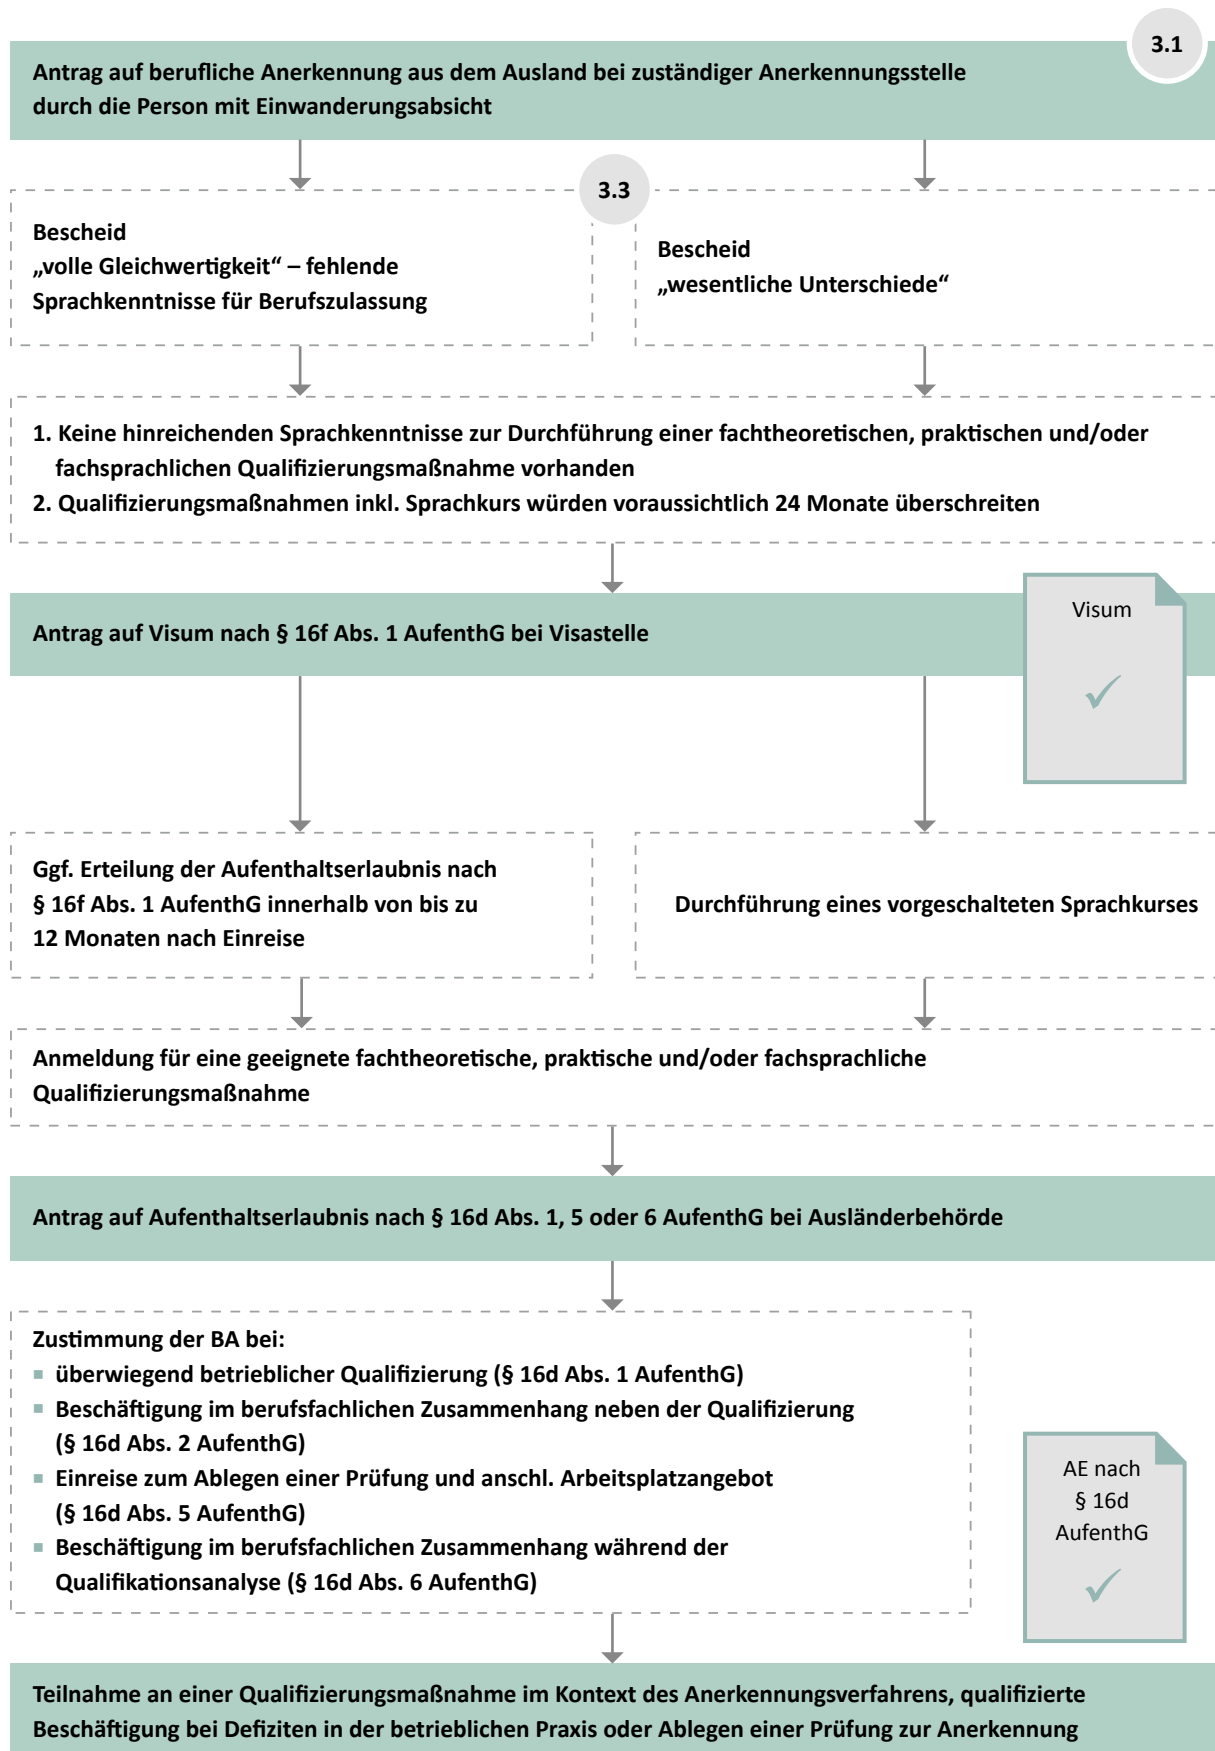 3.1
Antrag auf berufliche Anerkennung aus dem Ausland bei zuständiger Anerkennungsstelle
durch die Person mit Einwanderungsabsicht
3.3
Bescheid
„volle Gleichwertigkeit“ – fehlende
Sprachkenntnisse für Berufszulassung
Bescheid
„wesentliche Unterschiede“
1. Keine hinreichenden Sprachkenntnisse zur Durchführung einer fachtheoretischen, praktischen und/oder
fachsprachlichen Qualifizierungsmaßnahme vorhanden
2. Qualifizierungsmaßnahmen inkl. Sprachkurs würden voraussichtlich 24 Monate überschreiten
Visum
Antrag auf Visum nach § 16f Abs. 1 AufenthG bei Visastelle
Ggf. Erteilung der Aufenthaltserlaubnis nach
§ 16f Abs. 1 AufenthG innerhalb von bis zu
12 Monaten nach Einreise
Durchführung eines vorgeschalteten Sprachkurses
Anmeldung für eine geeignete fachtheoretische, praktische und/oder fachsprachliche
Qualifizierungsmaßnahme
Antrag auf Aufenthaltserlaubnis nach § 16d Abs. 1, 5 oder 6 AufenthG bei Ausländerbehörde
Zustimmung der BA bei:
▪ überwiegend betrieblicher Qualifizierung (§ 16d Abs. 1 AufenthG)
▪ Beschäftigung im berufsfachlichen Zusammenhang neben der Qualifizierung
(§ 16d Abs. 2 AufenthG)
▪ Einreise zum Ablegen einer Prüfung und anschl. Arbeitsplatzangebot
(§ 16d Abs. 5 AufenthG)
▪ Beschäftigung im berufsfachlichen Zusammenhang während der
Qualifikationsanalyse (§ 16d Abs. 6 AufenthG)
AE nach
§ 16d
AufenthG
Teilnahme an einer Qualifizierungsmaßnahme im Kontext des Anerkennungsverfahrens, qualifizierte
Beschäftigung bei Defiziten in der betrieblichen Praxis oder Ablegen einer Prüfung zur Anerkennung